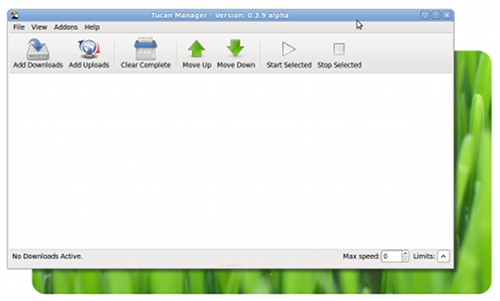 Tucan Manager - Version: 0.3.9 alpha
File View Addons Help
Add Downloads Add Uploads Clear Complete Move Up Move Down Start Selected Stop Selected
No Downloads Active. Max speed: 0 Limits: